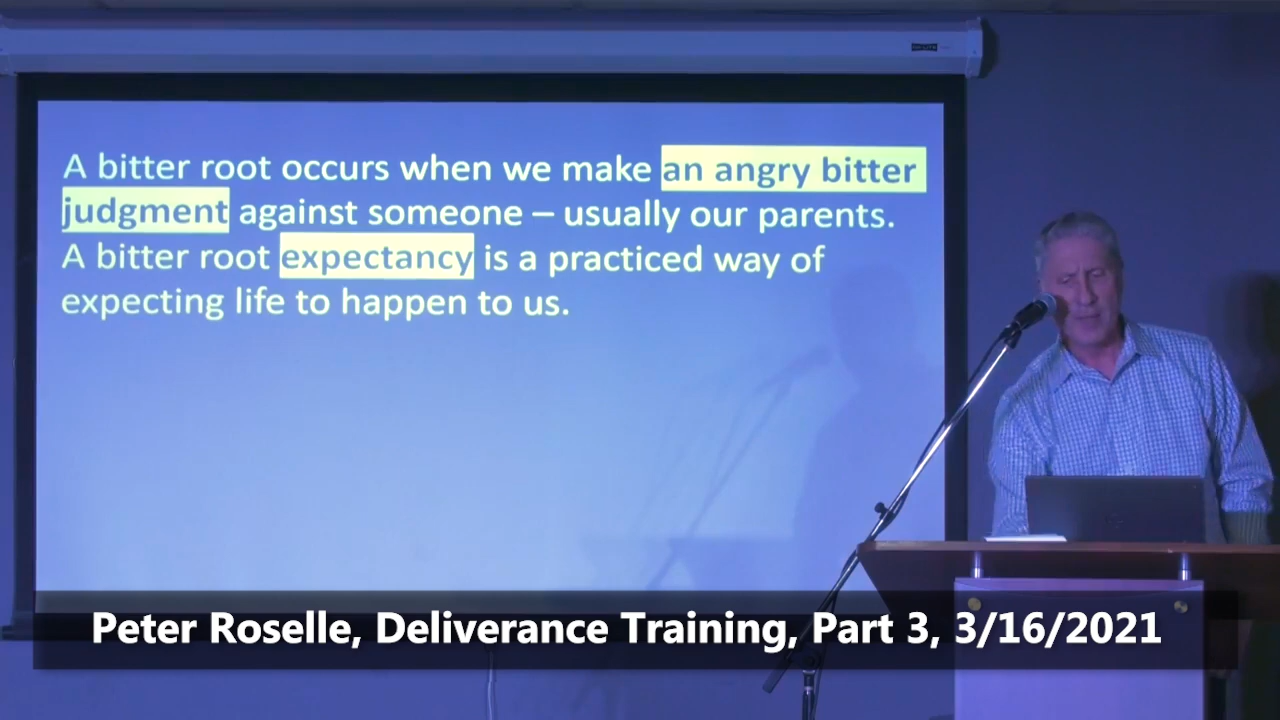 A bitter root occurs when we make an angry bitter
judgment against someone – usually our parents.
A bitter root expectancy is a practiced way of
expecting life to happen to us.
Peter Roselle, Deliverance Training, Part 3, 3/16/2021